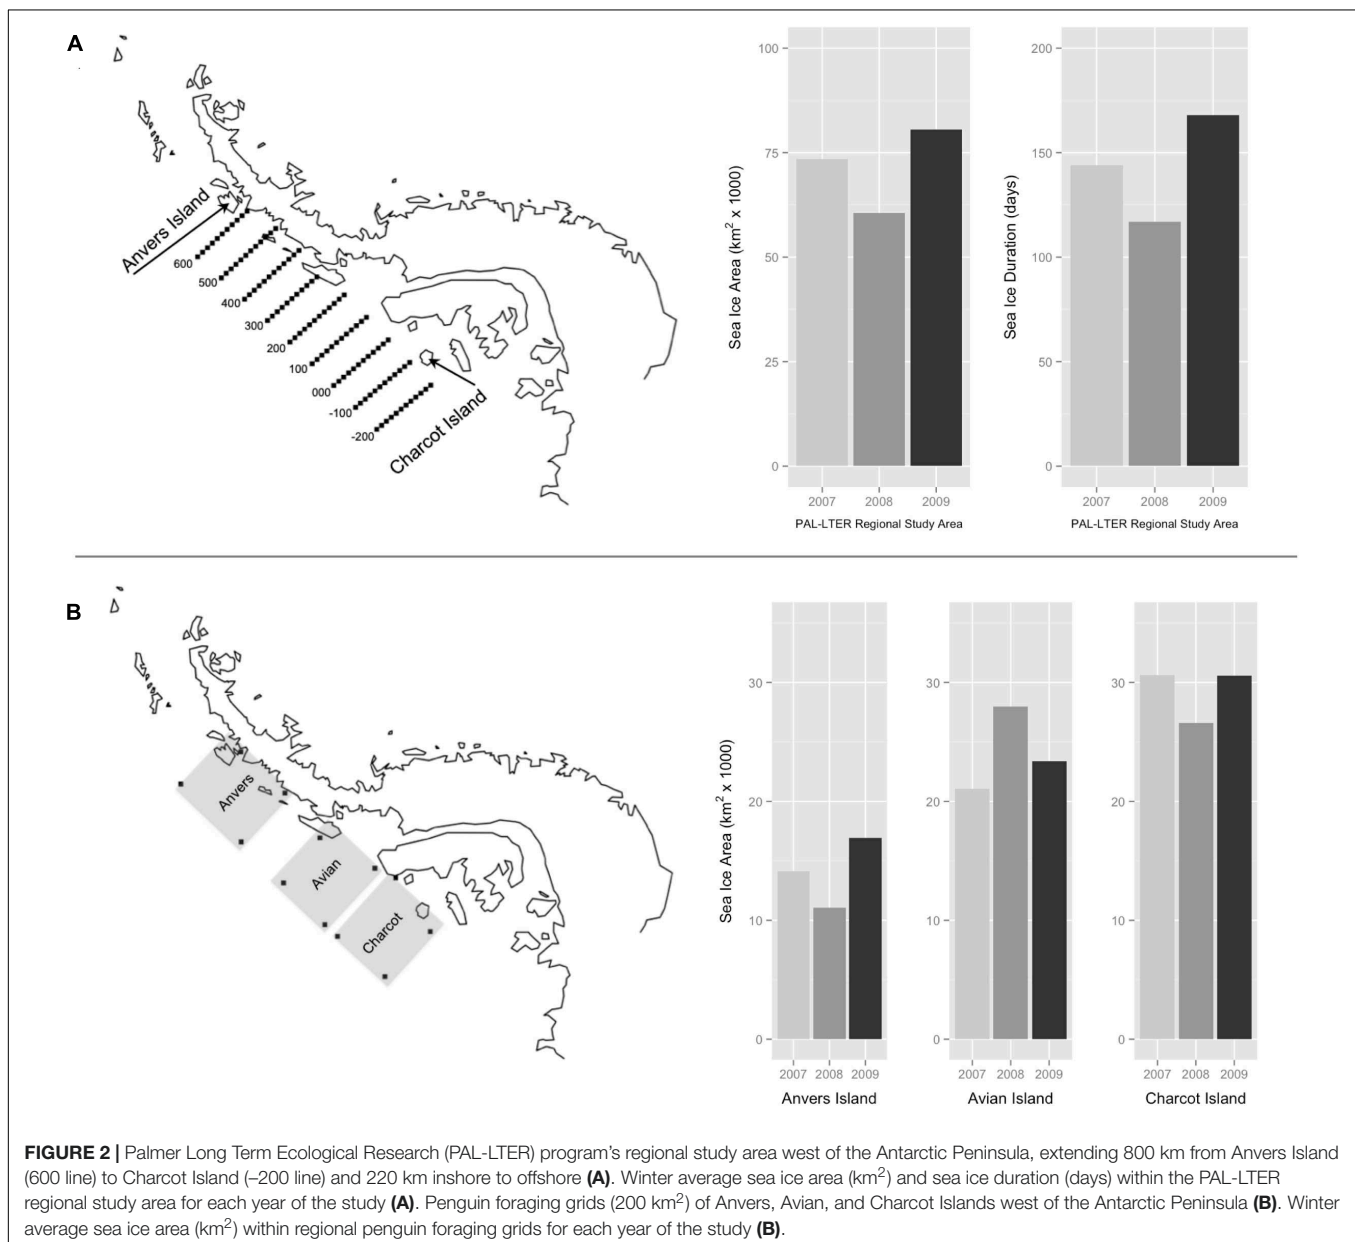 A
Anvers Island
600
500
400
300
200
100
000
-100
-200
Charcot Island
Sea Ice Area (km² x 1000)
100
75
50
25
0
2007 2008 2009
PAL-LTER Regional Study Area
Sea Ice Duration (days)
200
150
100
50
0
2007 2008 2009
PAL-LTER Regional Study Area
B
Anvers
Avian
Charcot
Sea Ice Area (km² x 1000)
30
20
10
0
2007 2008 2009
Anvers Island
30
20
10
0
2007 2008 2009
Avian Island
30
20
10
0
2007 2008 2009
Charcot Island
FIGURE 2 | Palmer Long Term Ecological Research (PAL-LTER) program's regional study area west of the Antarctic Peninsula, extending 800 km from Anvers Island
(600 line) to Charcot Island (–200 line) and 220 km inshore to offshore (A). Winter average sea ice area (km²) and sea ice duration (days) within the PAL-LTER
regional study area for each year of the study (A). Penguin foraging grids (200 km²) of Anvers, Avian, and Charcot Islands west of the Antarctic Peninsula (B). Winter
average sea ice area (km²) within regional penguin foraging grids for each year of the study (B).